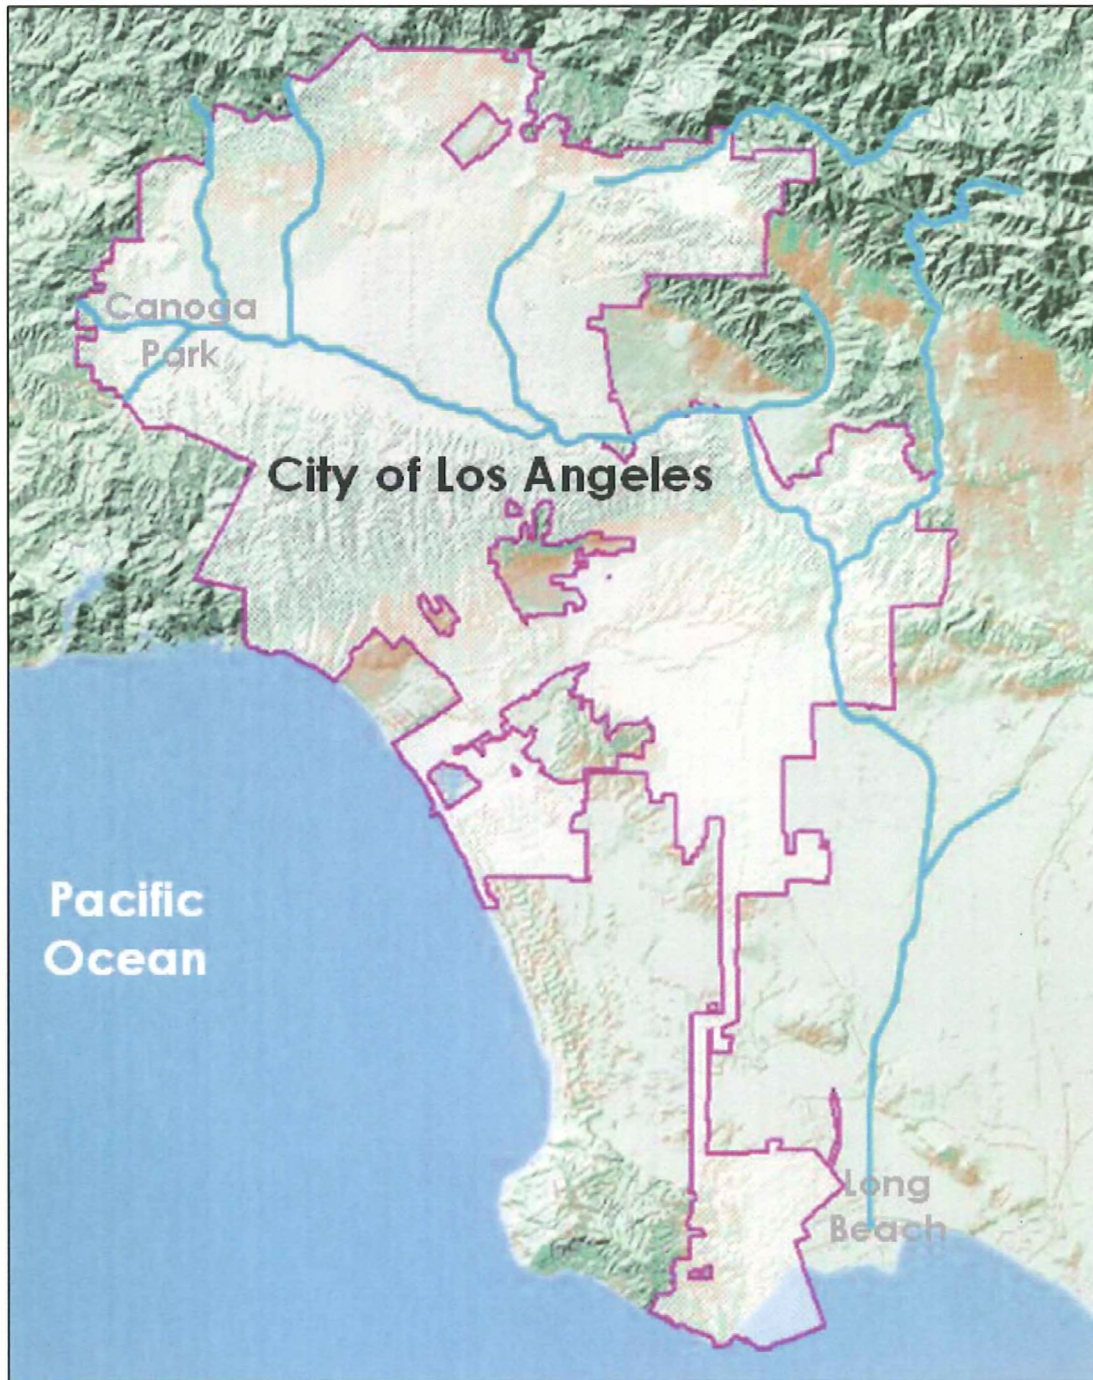 Canoga
Park
City of Los Angeles
Pacific
Ocean
Long
Beach